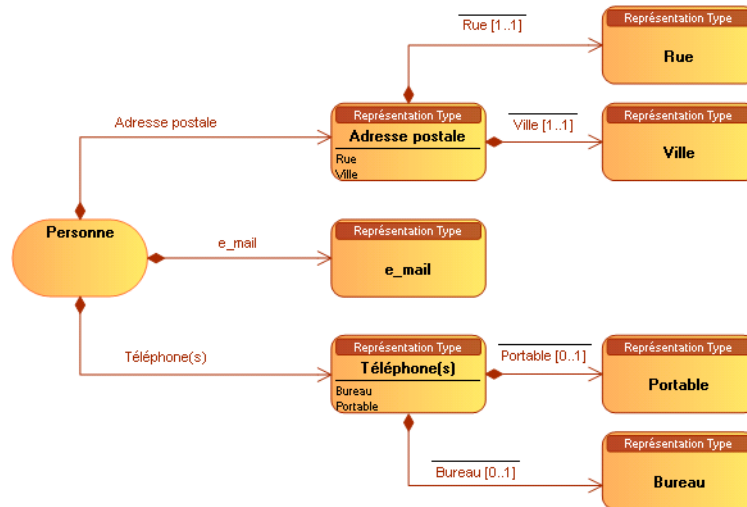 Rue [1..1]
Représentation Type
Rue
Adresse postale
Représentation Type
Adresse postale
Rue
Ville
Ville [1..1]
Représentation Type
Ville
Personne
e_mail
Représentation Type
e_mail
Téléphone(s)
Représentation Type
Téléphone(s)
Bureau
Portable
Portable [0..1]
Représentation Type
Portable
Bureau [0..1]
Représentation Type
Bureau